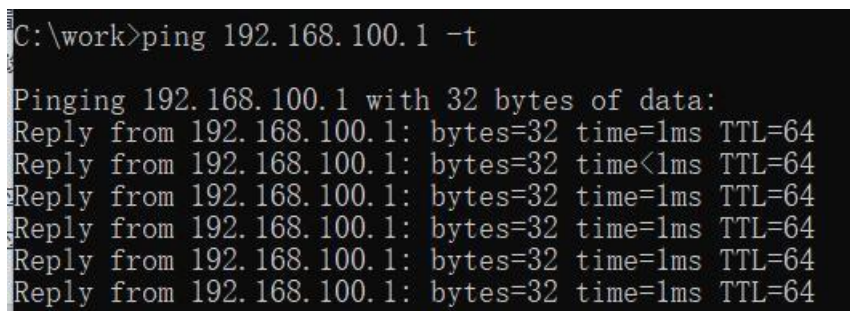 C:\work>ping 192.168.100.1 -t
Pinging 192.168.100.1 with 32 bytes of data:
Reply from 192.168.100.1: bytes=32 time=1ms TTL=64
Reply from 192.168.100.1: bytes=32 time<1ms TTL=64
Reply from 192.168.100.1: bytes=32 time=1ms TTL=64
Reply from 192.168.100.1: bytes=32 time=1ms TTL=64
Reply from 192.168.100.1: bytes=32 time=1ms TTL=64
Reply from 192.168.100.1: bytes=32 time=1ms TTL=64